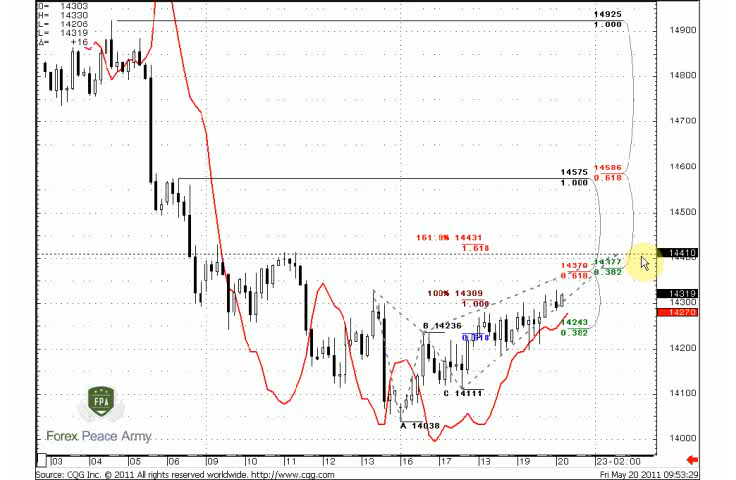 O= 14303
H= 14330
L= 14206
L= 14319
Δ= +16
14925
1.000
14900
14800
14700
14600
14500
14400
14300
14200
14100
14000
14575
1.000
14586
0.618
161.8% 14431
1.618
14410
14370
0.618
14377
0.382
100% 14309
1.000
14319
14270
B 14236
0.618
14243
0.382
C 14111
A 14038
FPA
Forex Peace Army
03 04 05 06 09 10 11 12 13 16 17 18 19 20 23-02:00
Source: CQG Inc. © 2011 All rights reserved worldwide. http://www.cqg.com
Fri May 20 2011 09:53:29